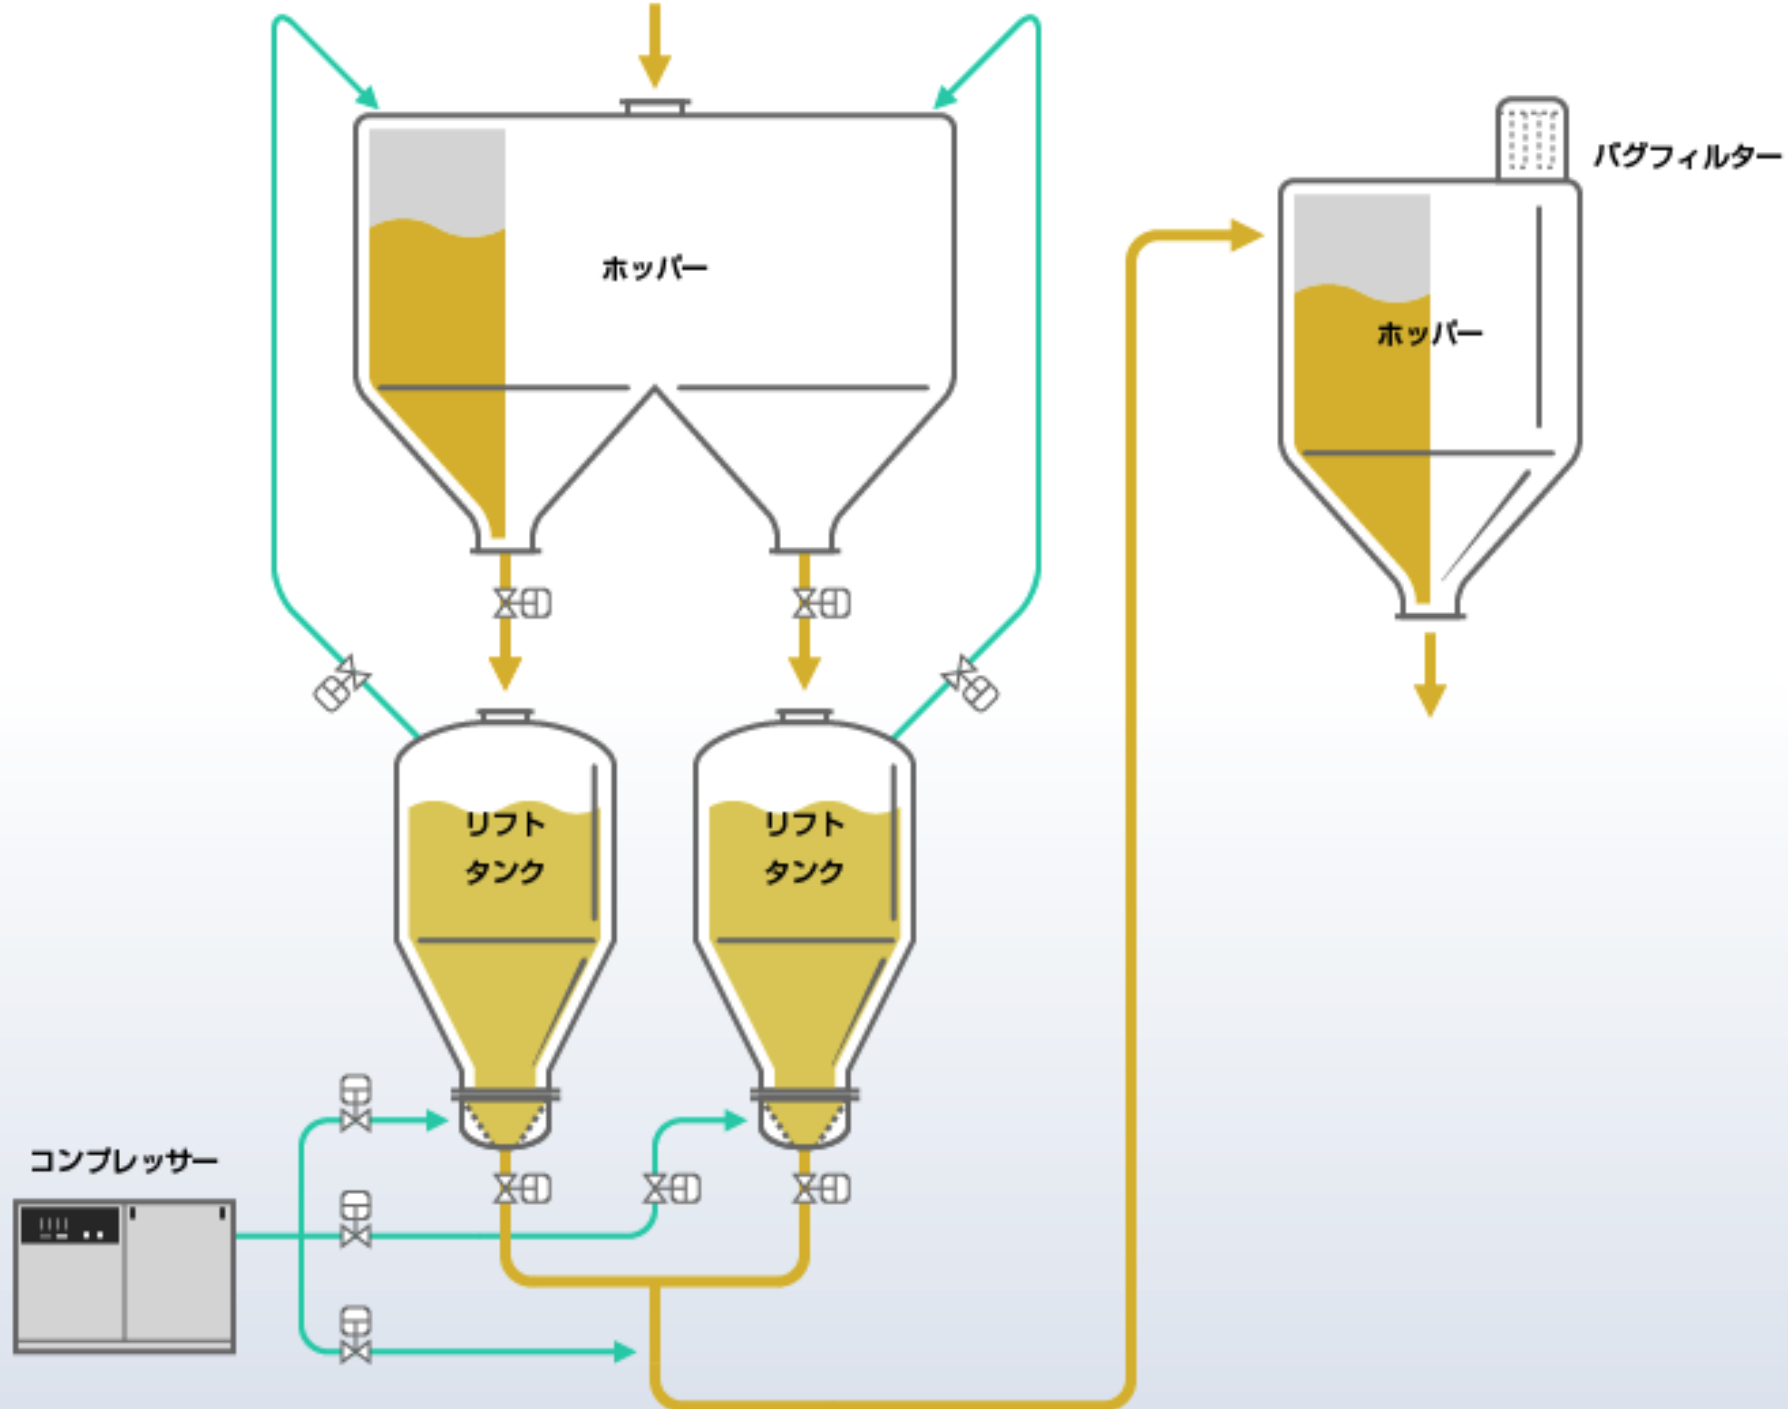 バグフィルター
ホッパー
ホッパー
リフト
タンク
リフト
タンク
コンプレッサー